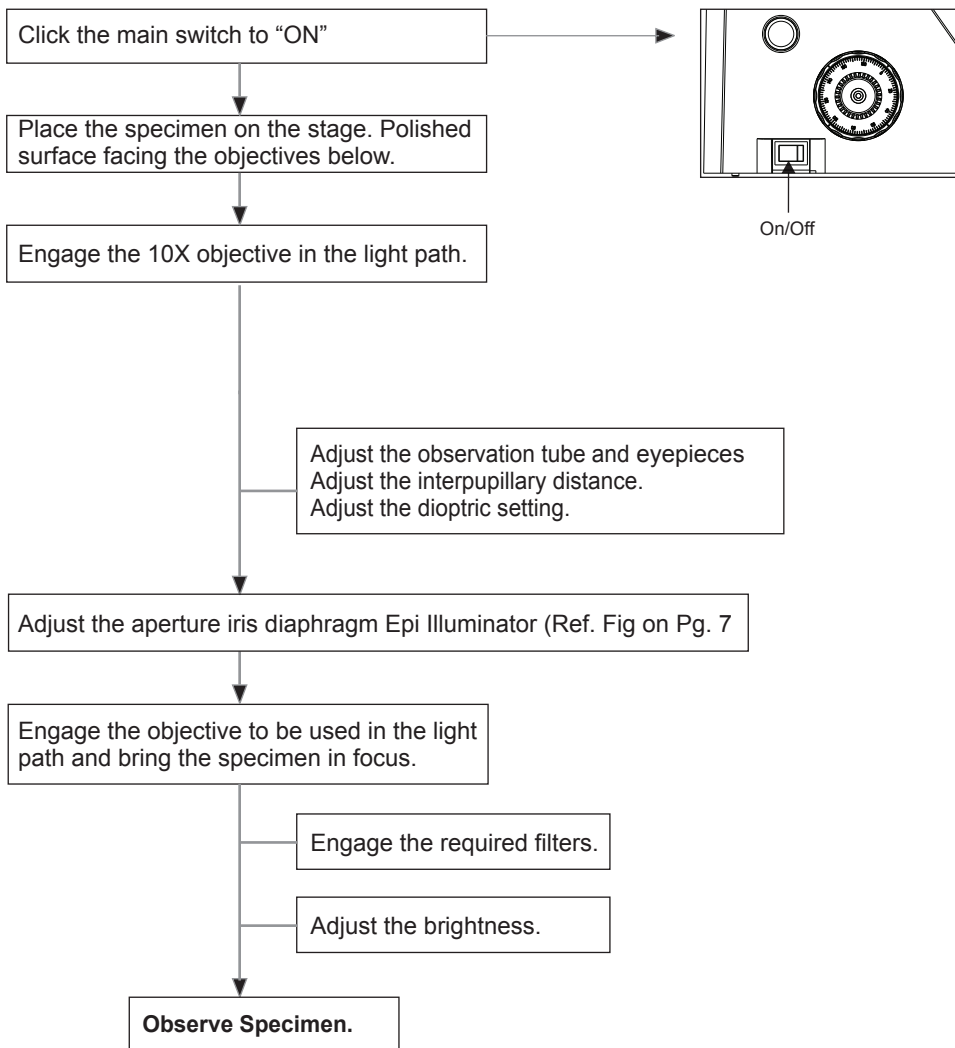 Click the main switch to “ON”
Place the specimen on the stage. Polished
surface facing the objectives below.
On/Off
Engage the 10X objective in the light path.
Adjust the observation tube and eyepieces
Adjust the interpupillary distance.
Adjust the dioptric setting.
Adjust the aperture iris diaphragm Epi Illuminator (Ref. Fig on Pg. 7
Engage the objective to be used in the light
path and bring the specimen in focus.
Engage the required filters.
Adjust the brightness.
Observe Specimen.